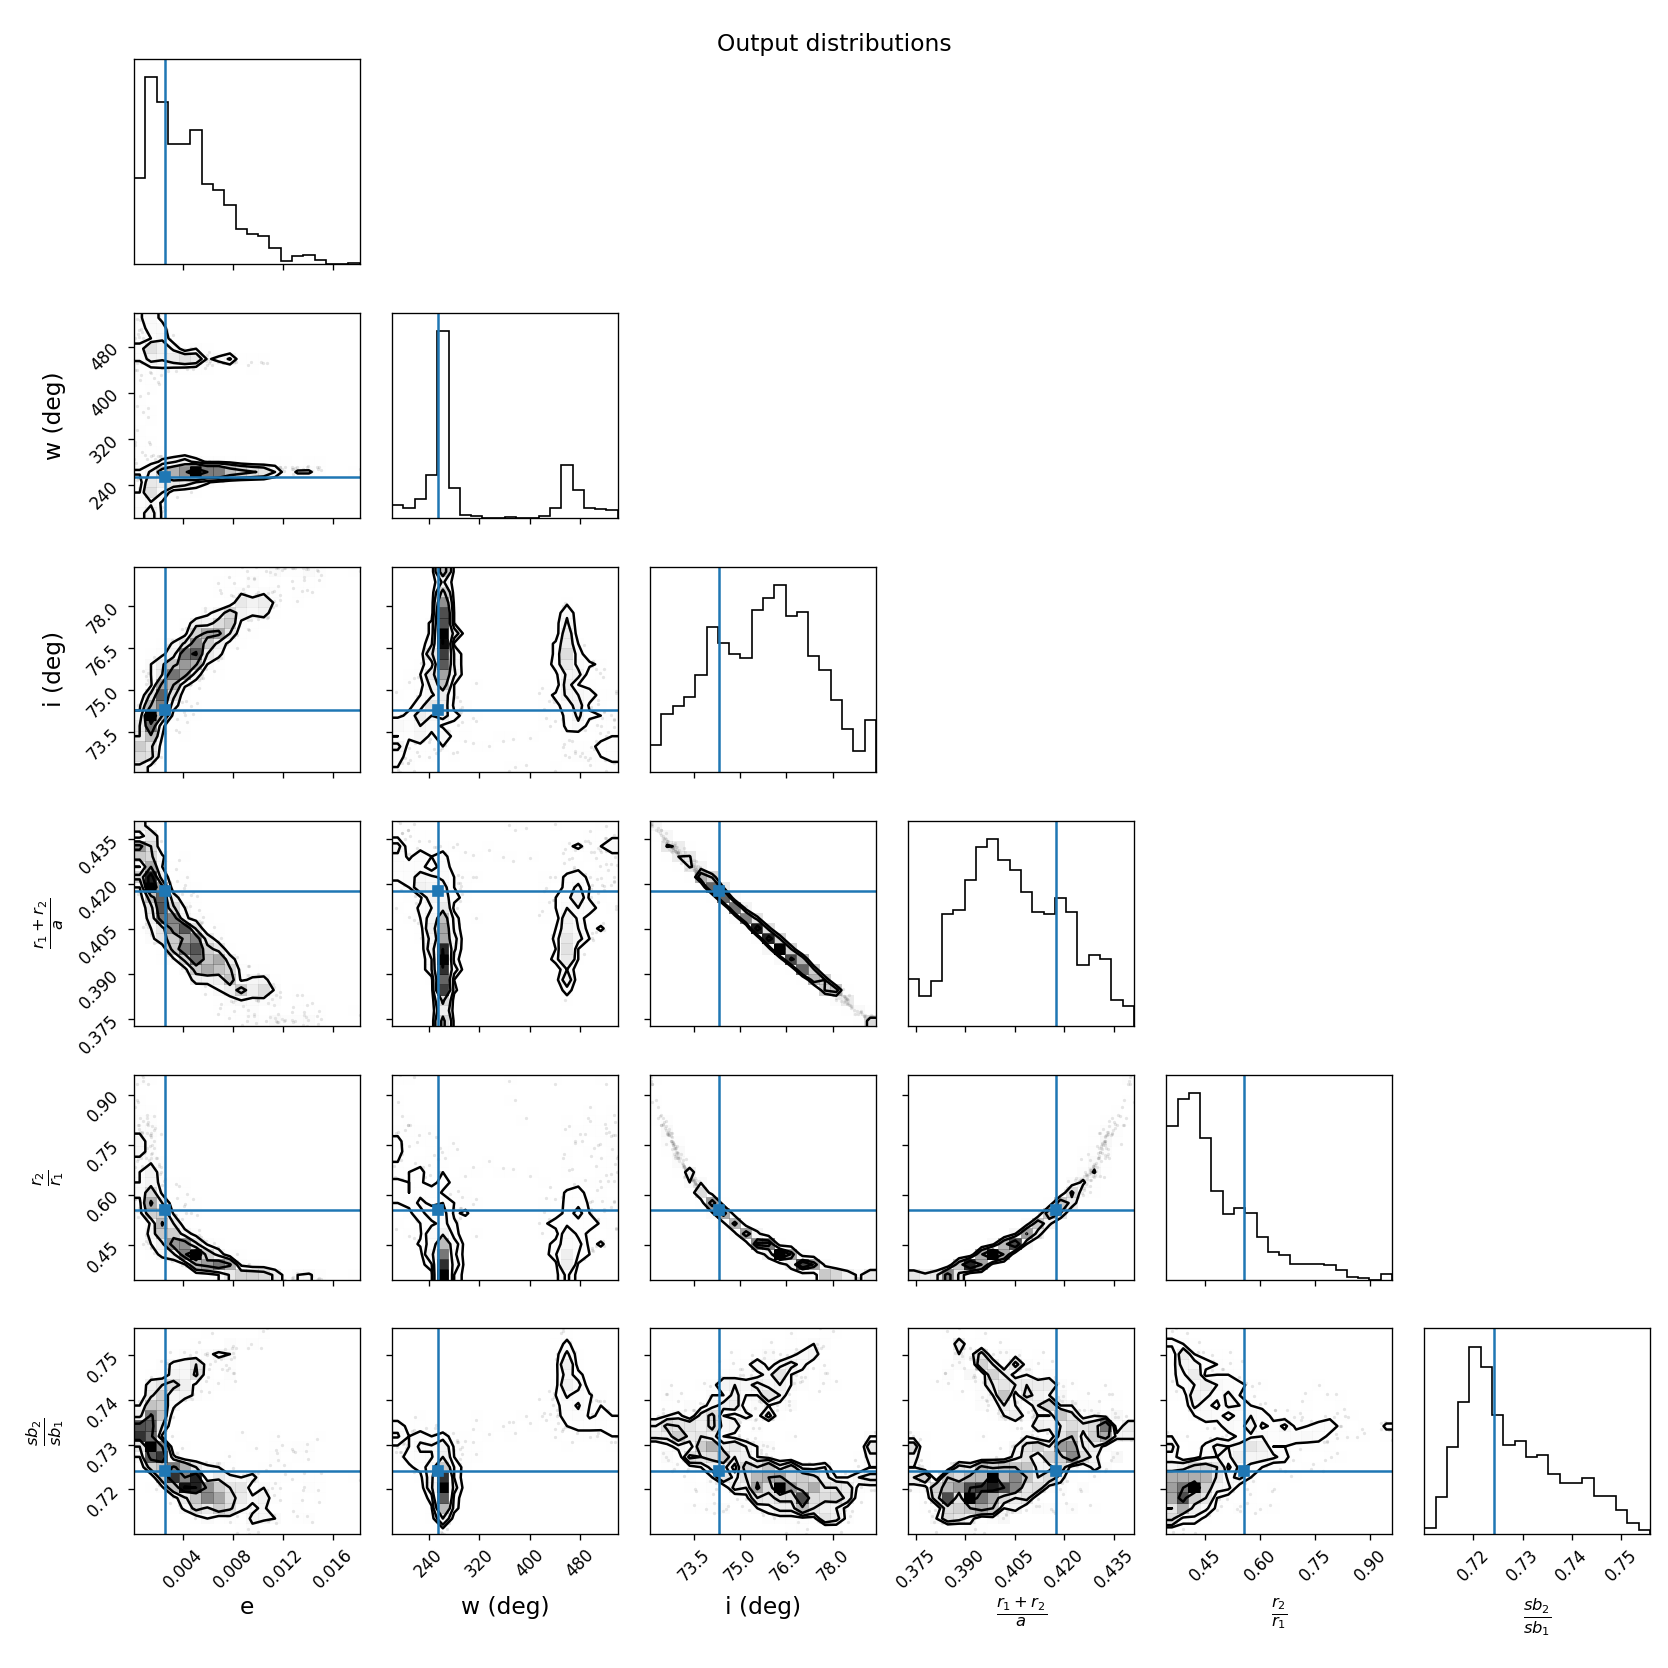 Output distributions
w (deg)
480
400
320
240
i (deg)
78.0
76.5
75.0
73.5
r₁ + r₂
a
0.435
0.420
0.405
0.390
0.375
r₂
r₁
0.90
0.75
0.60
0.45
sb₂
sb₁
0.75
0.74
0.73
0.72
0.004 0.008 0.012 0.016
240 320 400 480
73.5 75.0 76.5 78.0
0.375 0.390 0.405 0.420 0.435
0.45 0.60 0.75 0.90
0.72 0.73 0.74 0.75
e
w (deg)
i (deg)
r₁ + r₂
a
r₂
r₁
sb₂
sb₁